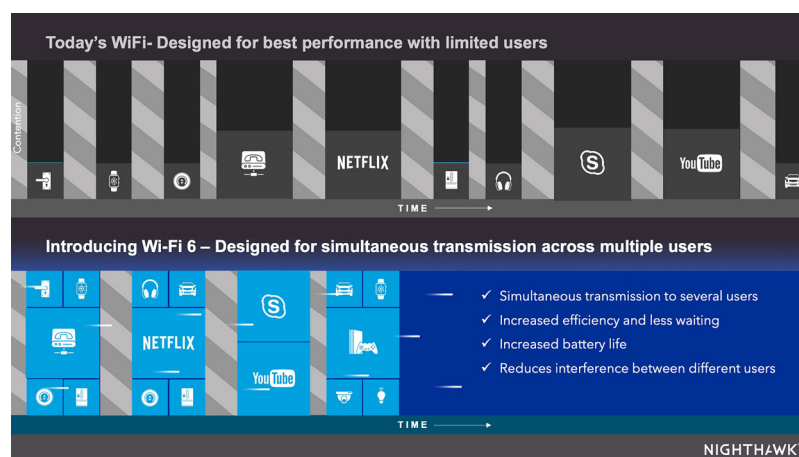 Today's WiFi- Designed for best performance with limited users
Contention
NETFLIX
S
YouTube
TIME
Introducing Wi-Fi 6 – Designed for simultaneous transmission across multiple users
S
NETFLIX
YouTube
✓ Simultaneous transmission to several users
✓ Increased efficiency and less waiting
✓ Increased battery life
✓ Reduces interference between different users
TIME
NIGHTHAWK